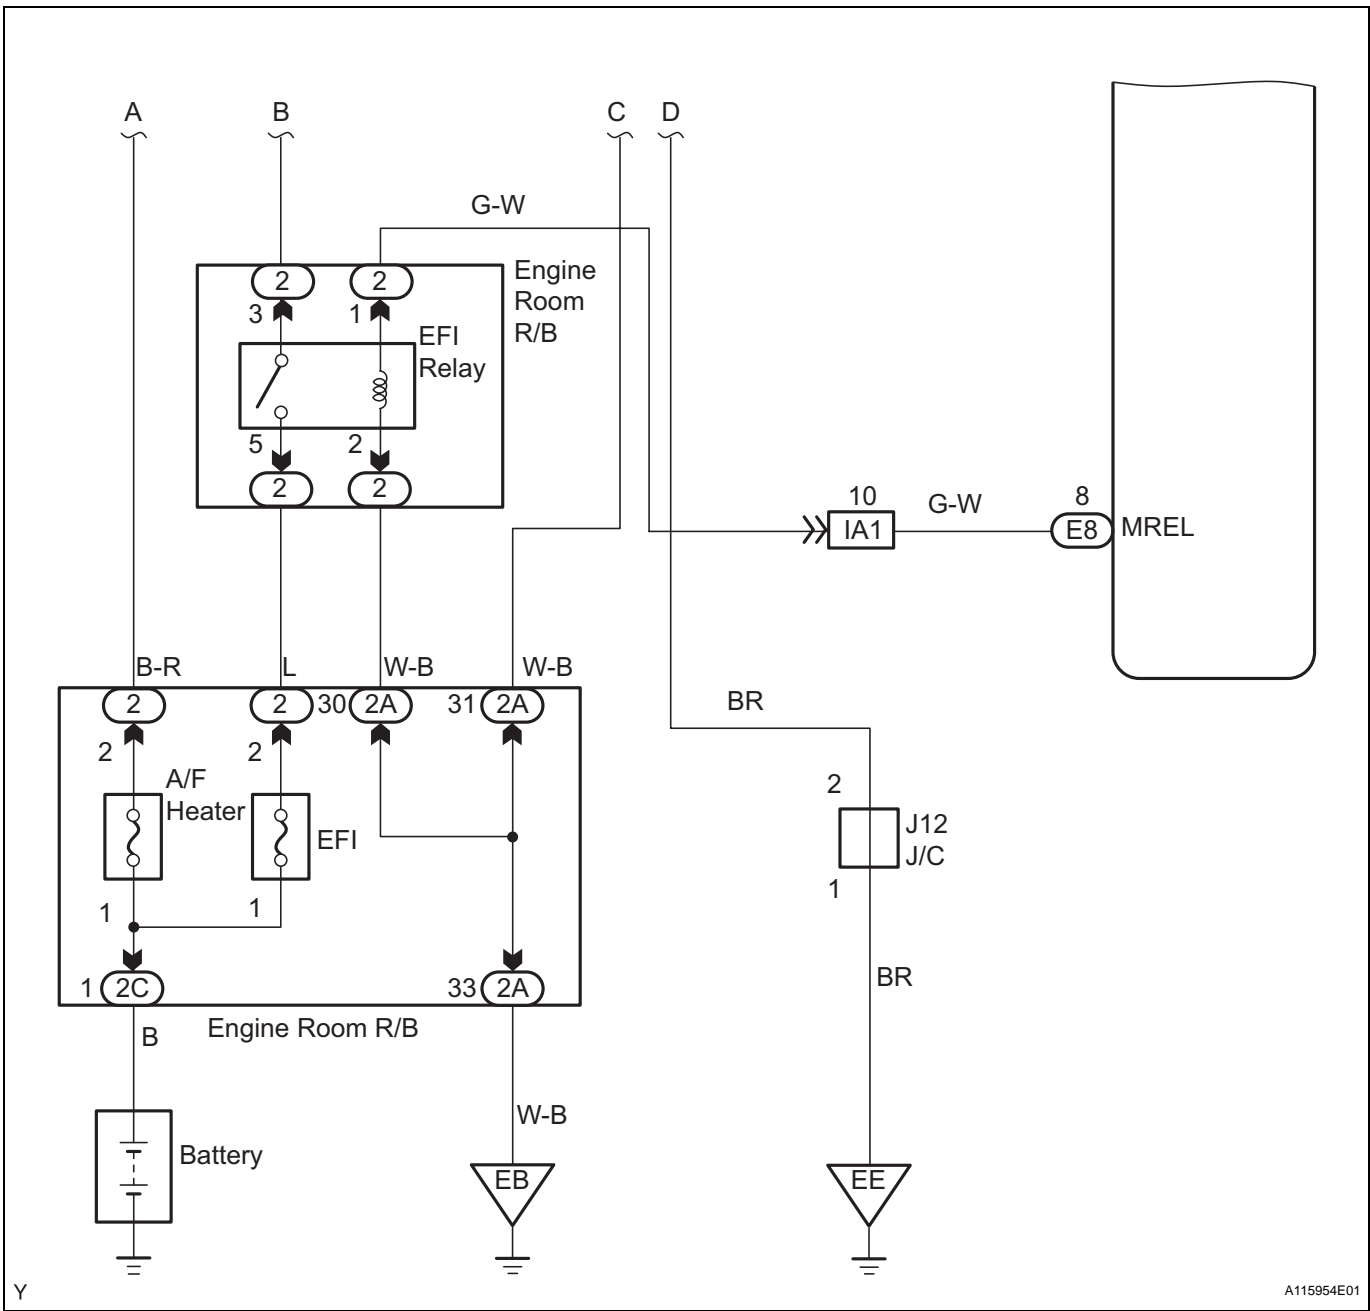 A
B
C
D
G-W
2
2
Engine
Room
R/B
3
1
EFI
Relay
5
2
2
2
10
IA1
G-W
8
E8
MREL
B-R
L
W-B
W-B
2
2
30
2A
31
2A
2
2
A/F
Heater
EFI
1
1
1
2C
33
2A
B
Engine Room R/B
Battery
W-B
EB
BR
2
J12
J/C
1
BR
EE
Y
A115954E01